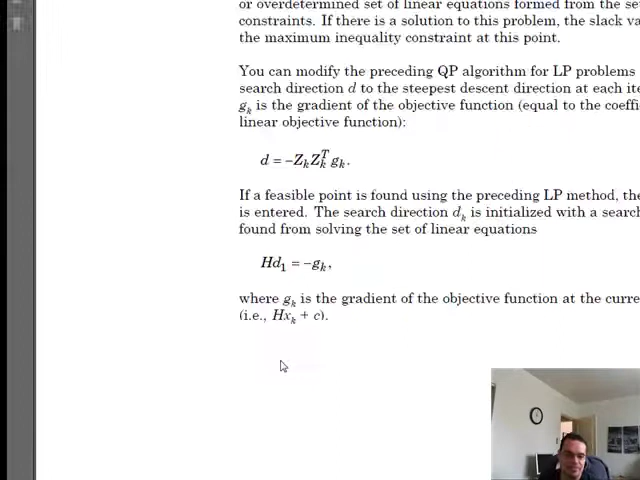 or overdetermined set of linear equations formed from the se
constraints. If there is a solution to this problem, the slack va
the maximum inequality constraint at this point.
You can modify the preceding QP algorithm for LP problems
search direction d to the steepest descent direction at each ite
g_k is the gradient of the objective function (equal to the coeffi
linear objective function):
d = −Z_kZ_k^T g_k.
If a feasible point is found using the preceding LP method, the
is entered. The search direction d_k is initialized with a search
found from solving the set of linear equations
Hd_1 = −g_k,
where g_k is the gradient of the objective function at the curre
(i.e., Hx_k + c).